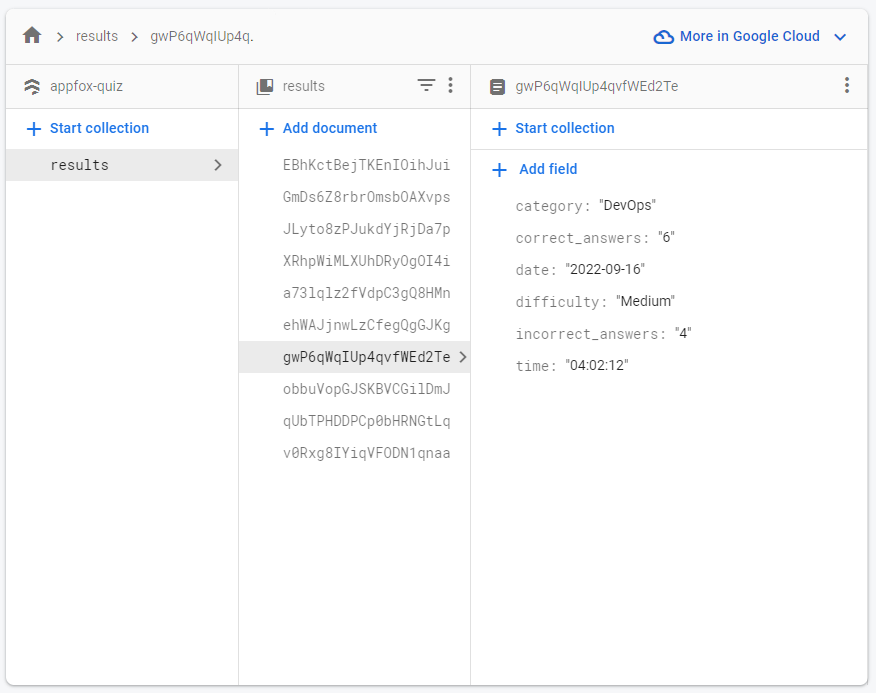 results
gwP6qWqIUp4q.
More in Google Cloud
appfox-quiz
results
gwP6qWqIUp4qvfWEd2Te
Start collection
Add document
Start collection
results
EBhKctBejTKEnIOihJui
GmDs6Z8rbrOmsbOAXvps
JLyto8zPJukdYjRjDa7p
XRhpWiMLXUhDRyOgOI4i
a73lqlz2fVdpC3gQ8HMn
ehWAJjnwLzCfegQgGJKg
gwP6qWqIUp4qvfWEd2Te
obbuVopGJSKBVCGilDmJ
qUbTPHDDPCp0bHRNGtLq
v0Rxg8IYiqVFODN1qnaa
Add field
category: "DevOps"
correct_answers: "6"
date: "2022-09-16"
difficulty: "Medium"
incorrect_answers: "4"
time: "04:02:12"